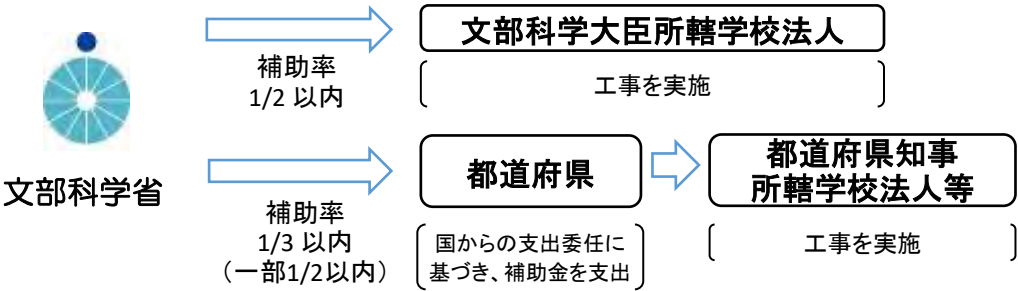 文部科学省
補助率
1/2 以内
文部科学大臣所轄学校法人
工事を実施
補助率
1/3 以内
（一部1/2以内）
都道府県
国からの支出委任に
基づき、補助金を支出
都道府県知事
所轄学校法人等
工事を実施